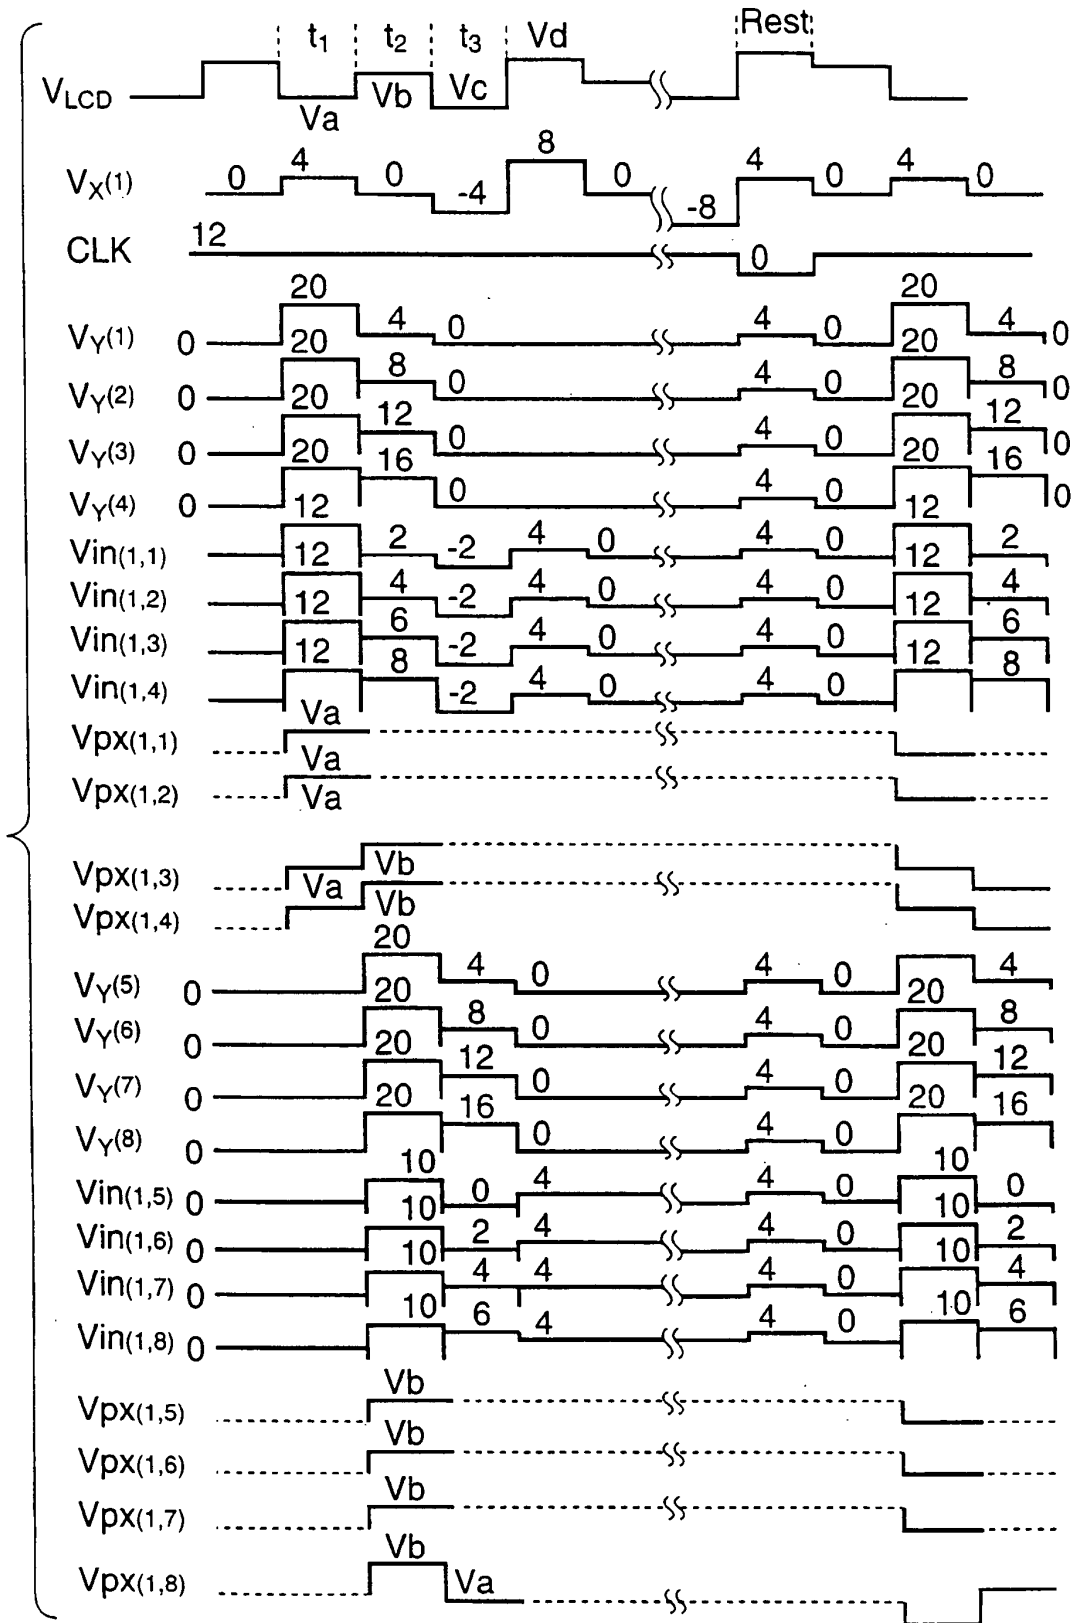 t1 t2 t3 Vd Rest
VLCD Va Vb Vc
VX(1) 0 4 0 -4 8 0 -8 4 0 4 0
CLK 12 0
VY(1) 0 20 4 0 4 0 20 4 0
VY(2) 0 20 8 0 4 0 20 8 0
VY(3) 0 20 12 0 4 0 20 12 0
VY(4) 0 20 16 0 4 0 20 16 0
Vin(1,1) 12 2 -2 4 0 4 0 12 2
Vin(1,2) 12 4 -2 4 0 4 0 12 4
Vin(1,3) 12 6 -2 4 0 4 0 12 6
Vin(1,4) 12 8 -2 4 0 4 0 12 8
Vpx(1,1) Va
Vpx(1,2) Va
Vpx(1,3) Va Vb
Vpx(1,4) Va Vb
VY(5) 0 20 4 0 4 0 4
VY(6) 0 20 8 0 4 0 20 8
VY(7) 0 20 12 0 4 0 20 12
VY(8) 0 20 16 0 4 0 20 16
Vin(1,5) 0 10 0 4 4 0 10 0
Vin(1,6) 0 10 2 4 4 0 10 2
Vin(1,7) 0 10 4 4 4 0 10 4
Vin(1,8) 0 10 6 4 4 0 10 6
Vpx(1,5) Vb
Vpx(1,6) Vb
Vpx(1,7) Vb
Vpx(1,8) Vb Va